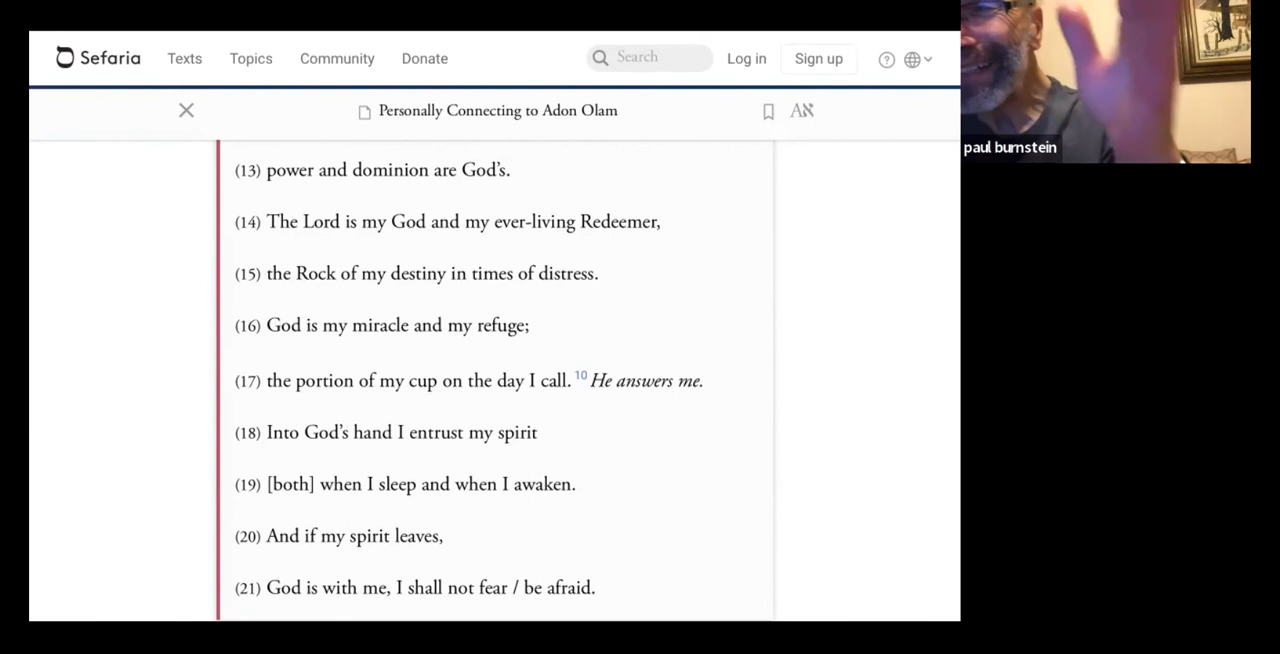 Sefaria Texts Topics Community Donate Search Log in Sign up
Personally Connecting to Adon Olam Aא
paul burnstein
(13) power and dominion are God's.
(14) The Lord is my God and my ever-living Redeemer,
(15) the Rock of my destiny in times of distress.
(16) God is my miracle and my refuge;
(17) the portion of my cup on the day I call. 10 He answers me.
(18) Into God's hand I entrust my spirit
(19) [both] when I sleep and when I awaken.
(20) And if my spirit leaves,
(21) God is with me, I shall not fear / be afraid.